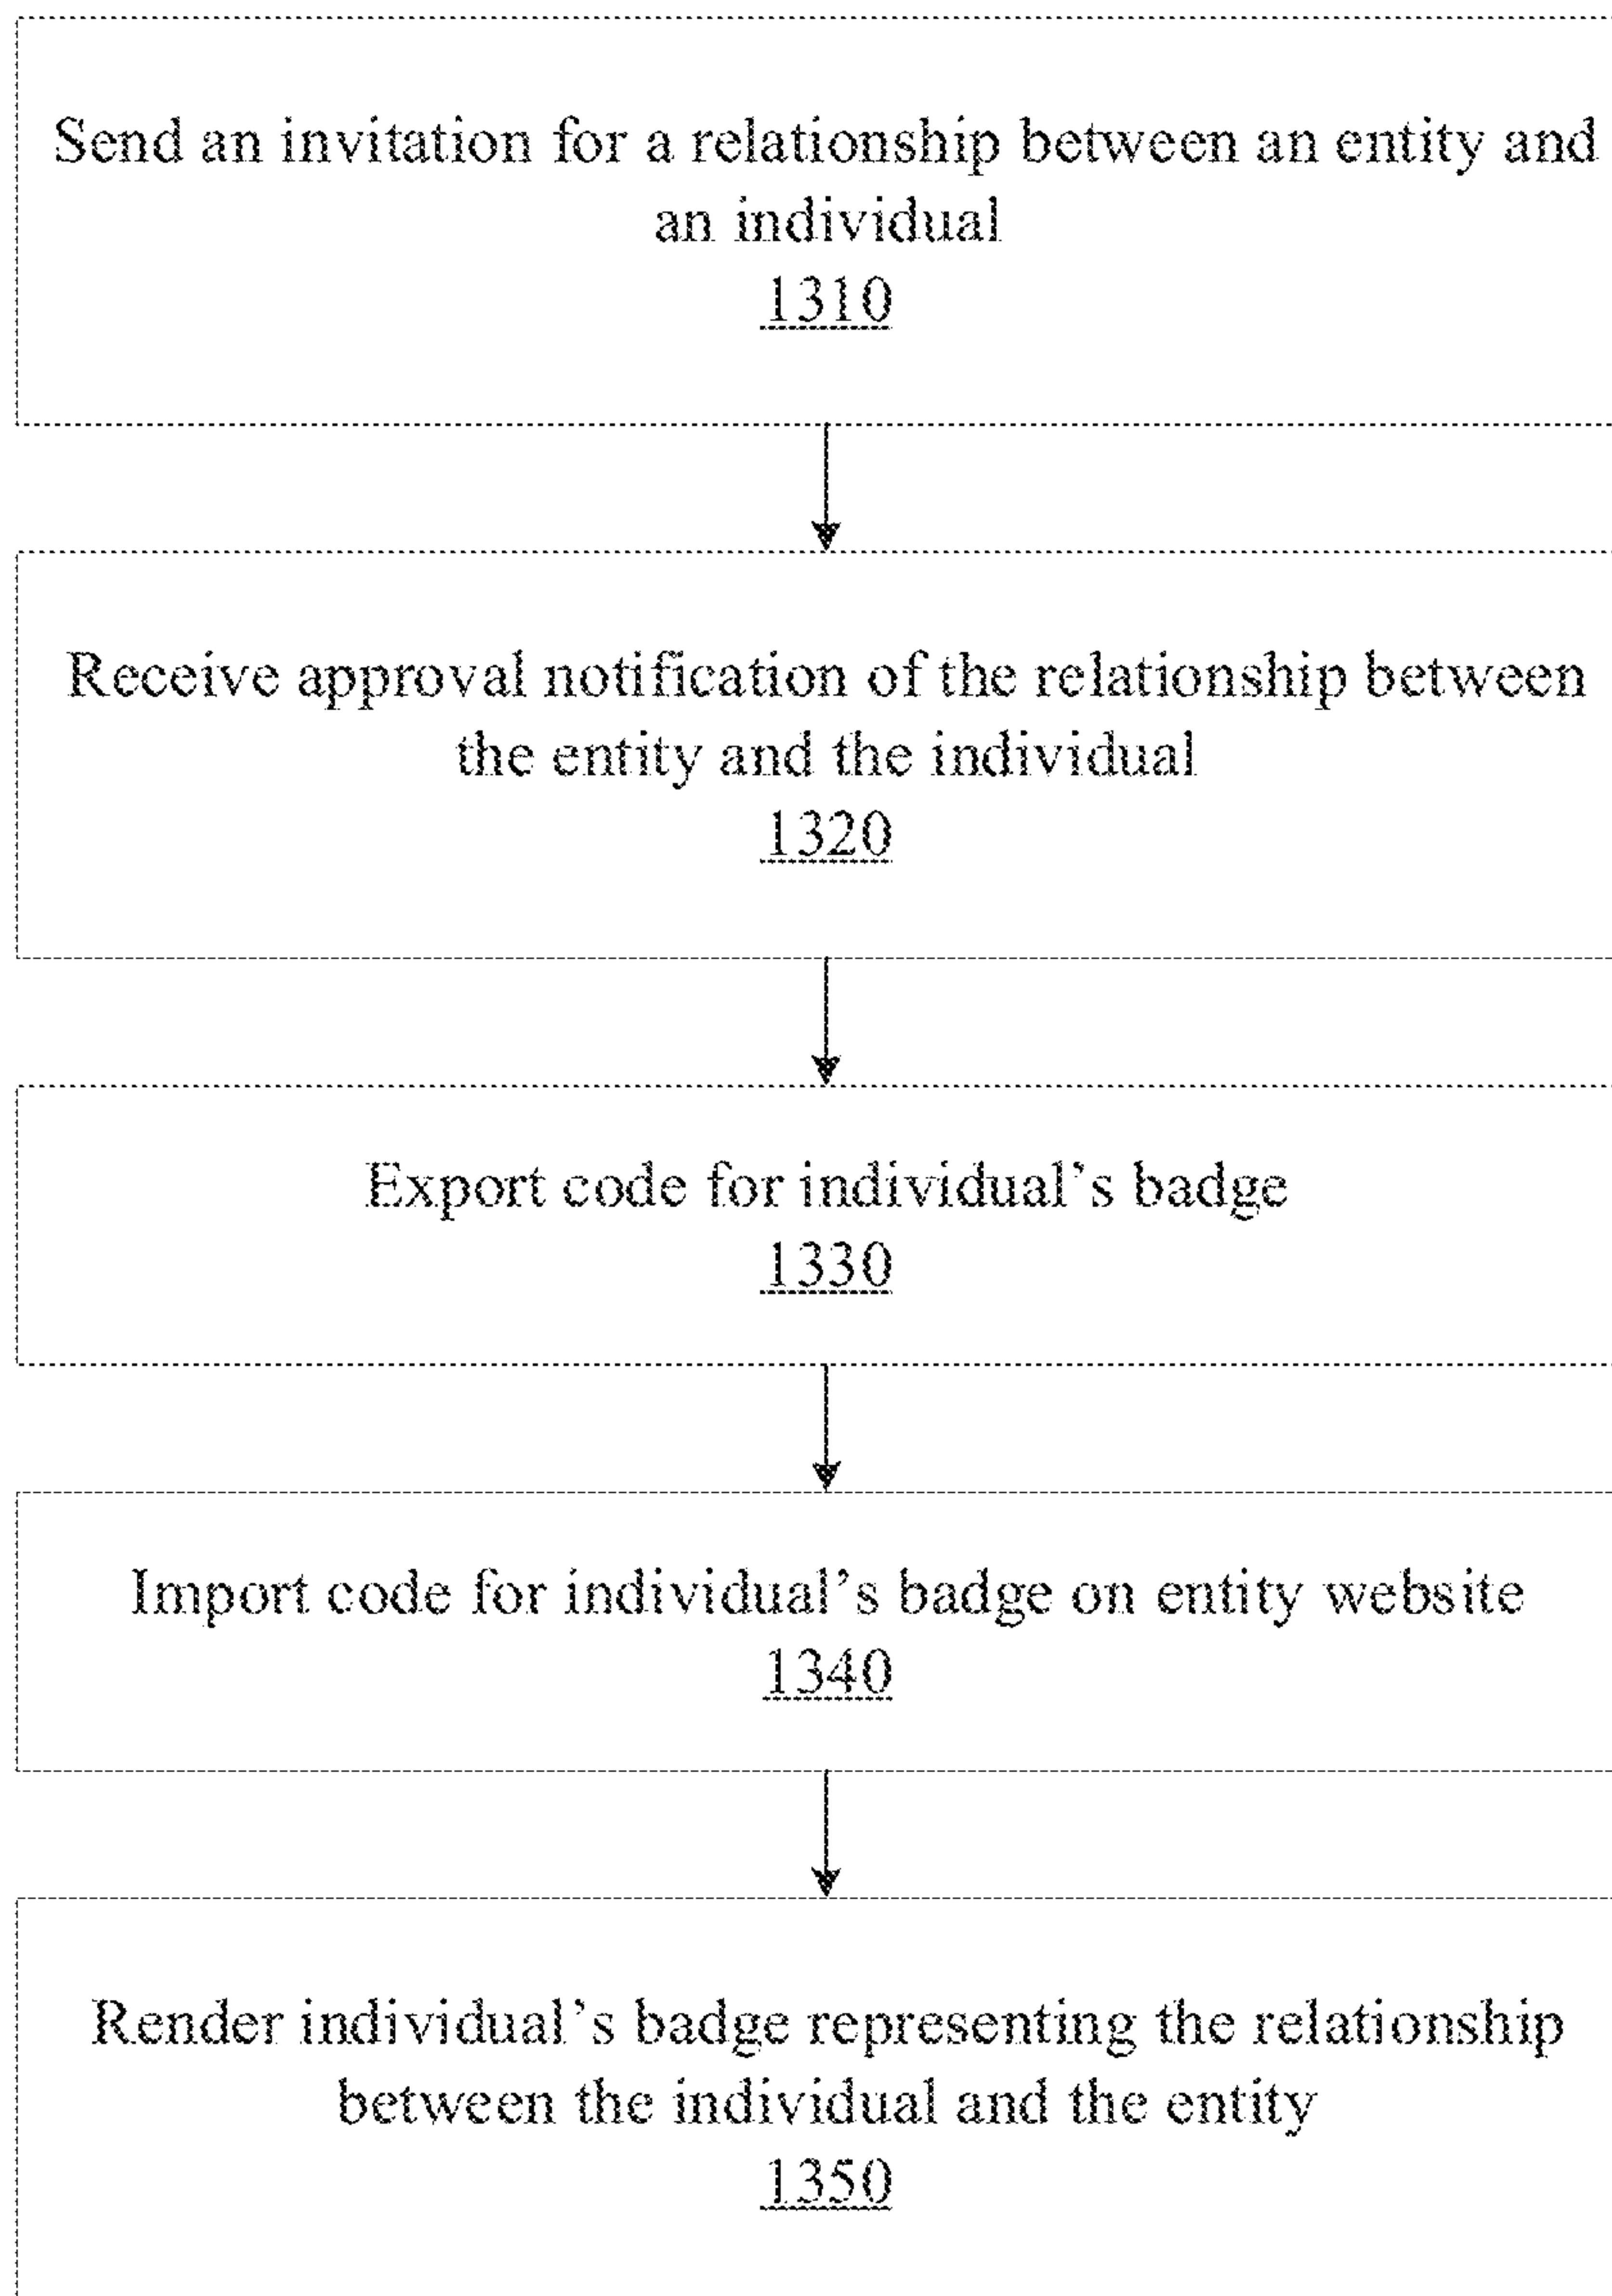 Send an invitation for a relationship between an entity and
an individual
1310
Receive approval notification of the relationship between
the entity and the individual
1320
Export code for individual’s badge
1330
Import code for individual’s badge on entity website
1340
Render individual’s badge representing the relationship
between the individual and the entity
1350